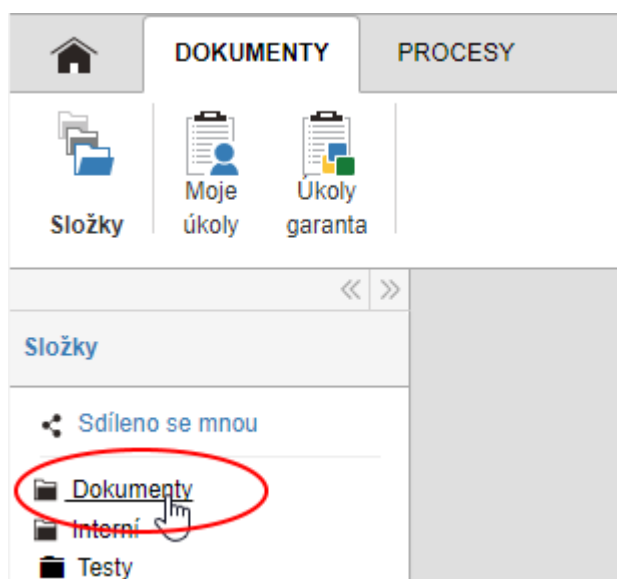 DOKUMENTY PROCESY
Moje Úkoly
Složky úkoly garanta
Složky
Sdíleno se mnou
Dokumenty
Interní
Testy